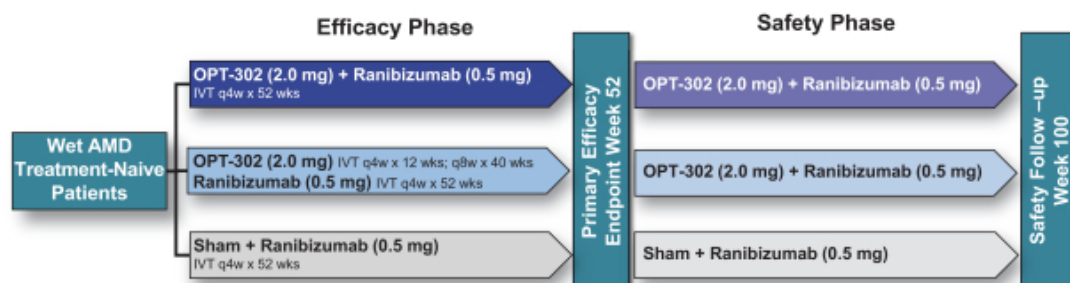 Efficacy Phase
Safety Phase
Wet AMD
Treatment-Naive
Patients
OPT-302 (2.0 mg) + Ranibizumab (0.5 mg)
IVT q4w x 52 wks
OPT-302 (2.0 mg) IVT q4w x 12 wks; q8w x 40 wks
Ranibizumab (0.5 mg) IVT q4w x 52 wks
Sham + Ranibizumab (0.5 mg)
IVT q4w x 52 wks
Primary Efficacy
Endpoint Week 52
OPT-302 (2.0 mg) + Ranibizumab (0.5 mg)
OPT-302 (2.0 mg) + Ranibizumab (0.5 mg)
Sham + Ranibizumab (0.5 mg)
Safety Follow –up
Week 100